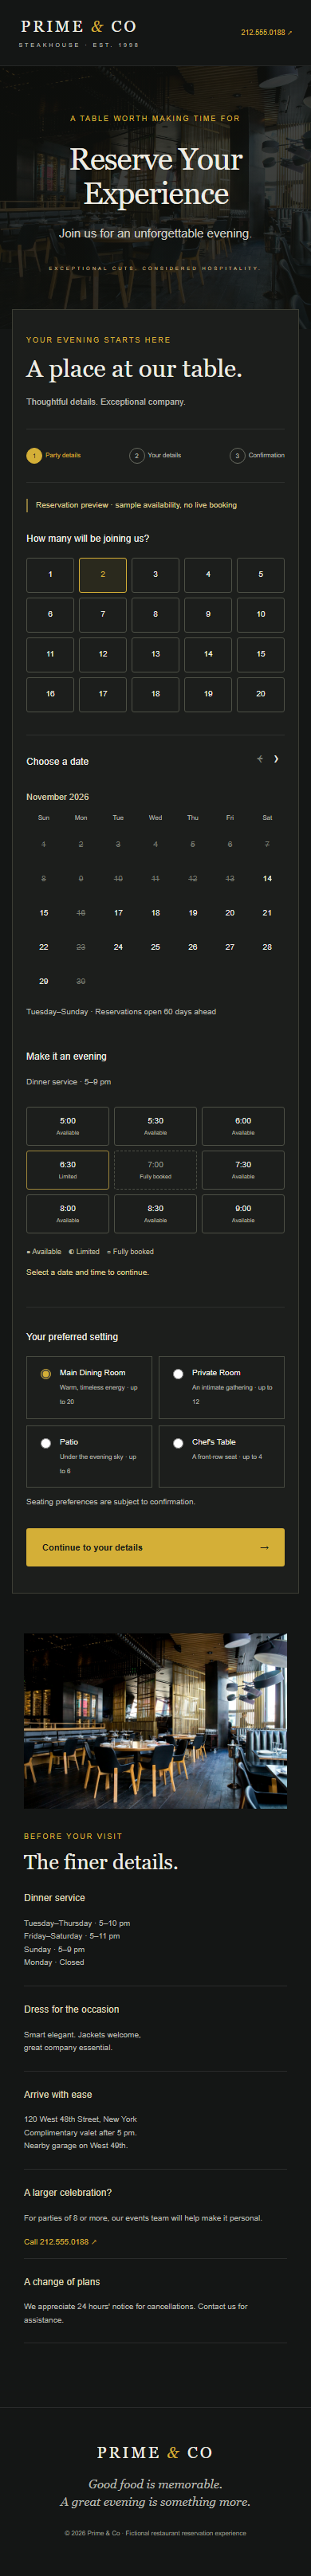 PRIME & CO
STEAKHOUSE · EST. 1998
212.555.0188 ↗
A TABLE WORTH MAKING TIME FOR
Reserve Your
Experience
Join us for an unforgettable evening.
EXCEPTIONAL CUTS. CONSIDERED HOSPITALITY.
YOUR EVENING STARTS HERE
A place at our table.
Thoughtful details. Exceptional company.
1 Party details 2 Your details 3 Confirmation
Reservation preview · sample availability, no live booking
How many will be joining us?
1 2 3 4 5
6 7 8 9 10
11 12 13 14 15
16 17 18 19 20
Choose a date
November 2026
Sun Mon Tue Wed Thu Fri Sat
1 2 3 4 5 6 7
8 9 10 11 12 13 14
15 16 17 18 19 20 21
22 23 24 25 26 27 28
29 30
Tuesday–Sunday · Reservations open 60 days ahead
Make it an evening
Dinner service · 5–9 pm
5:00 5:30 6:00
Available Available Available
6:30 7:00 7:30
Limited Fully booked Available
8:00 8:30 9:00
Available Available Available
Available Limited Fully booked
Select a date and time to continue.
Your preferred setting
Main Dining Room
Warm, timeless energy · up
to 20
Private Room
An intimate gathering · up to
12
Patio
Under the evening sky · up
to 6
Chef's Table
A front-row seat · up to 4
Seating preferences are subject to confirmation.
Continue to your details →
BEFORE YOUR VISIT
The finer details.
Dinner service
Tuesday–Thursday · 5–10 pm
Friday–Saturday · 5–11 pm
Sunday · 5–9 pm
Monday · Closed
Dress for the occasion
Smart elegant. Jackets welcome,
great company essential.
Arrive with ease
120 West 48th Street, New York
Complimentary valet after 5 pm.
Nearby garage on West 49th.
A larger celebration?
For parties of 8 or more, our events team will help make it personal.
Call 212.555.0188 ↗
A change of plans
We appreciate 24 hours' notice for cancellations. Contact us for
assistance.
PRIME & CO
Good food is memorable.
A great evening is something more.
© 2026 Prime & Co · Fictional restaurant reservation experience